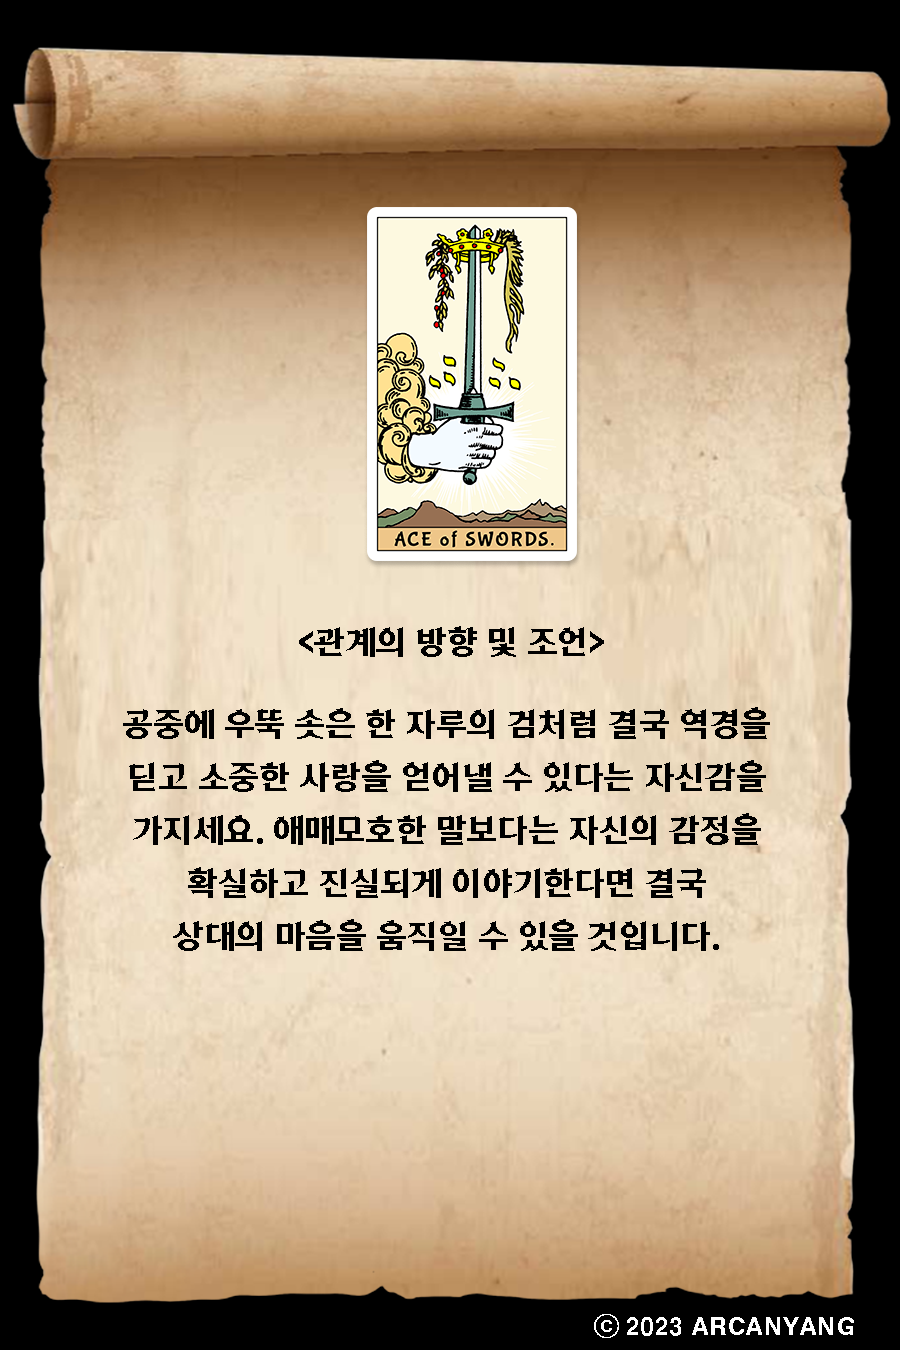 ACE of SWORDS.
<관계의 방향 및 조언>
공중에 우뚝 솟은 한 자루의 검처럼 결국 역경을
딛고 소중한 사랑을 얻어낼 수 있다는 자신감을
가지세요. 애매모호한 말보다는 자신의 감정을
확실하고 진실되게 이야기한다면 결국
상대의 마음을 움직일 수 있을 것입니다.
ⓒ 2023 ARCANYANG